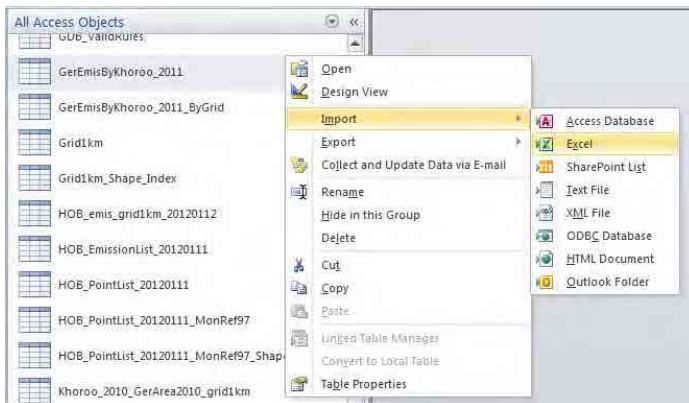 All Access Objects
GDB_ValidRules
GerEmisByKhoroo_2011
GerEmisByKhoroo_2011_ByGrid
Grid1km
Grid1km_Shape_Index
HOB_emis_grid1km_20120112
HOB_EmissionList_20120111
HOB_PointList_20120111
HOB_PointList_20120111_MonRef97
HOB_PointList_20120111_MonRef97_Shap
Khoroo_2010_GerArea2010_grid1km
Open
Design View
Import
Export
Collect and Update Data via E-mail
Rename
Hide in this Group
Delete
Cut
Copy
Paste
Linked Table Manager
Convert to Local Table
Table Properties
Access Database
Excel
SharePoint List
Text File
XML File
ODBC Database
HTML Document
Outlook Folder